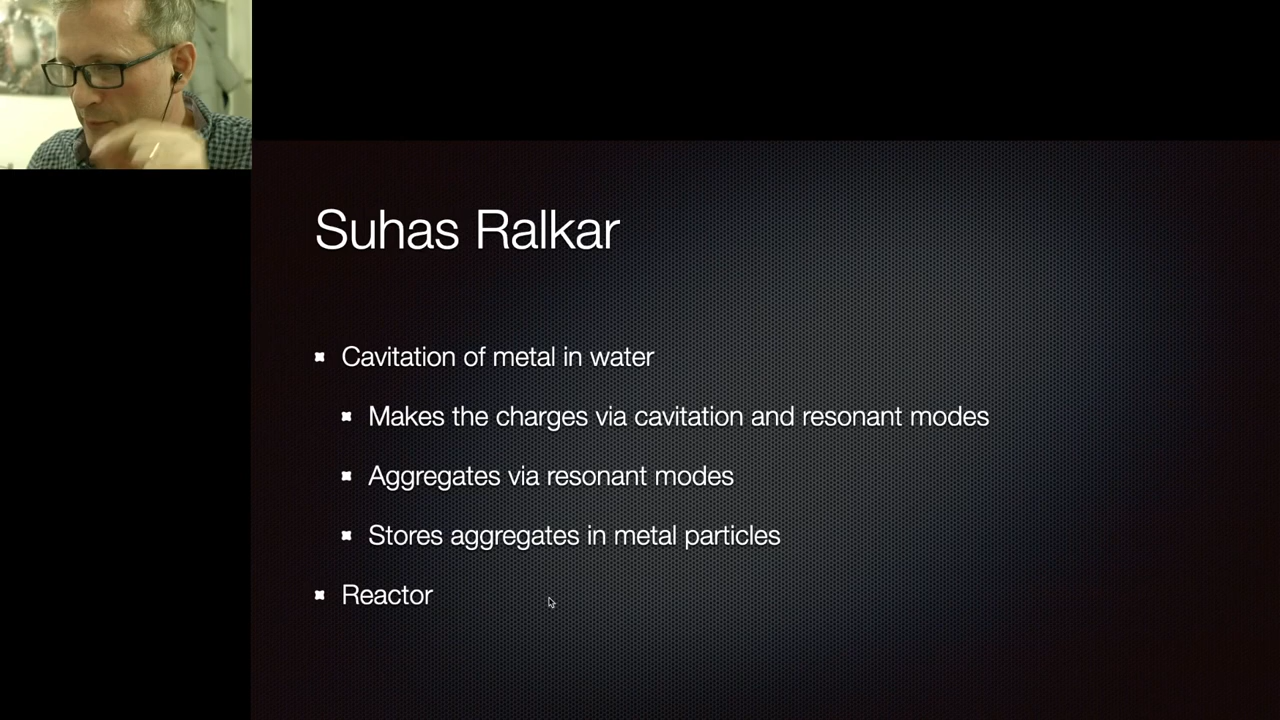 Suhas Ralkar
Cavitation of metal in water
Makes the charges via cavitation and resonant modes
Aggregates via resonant modes
Stores aggregates in metal particles
Reactor